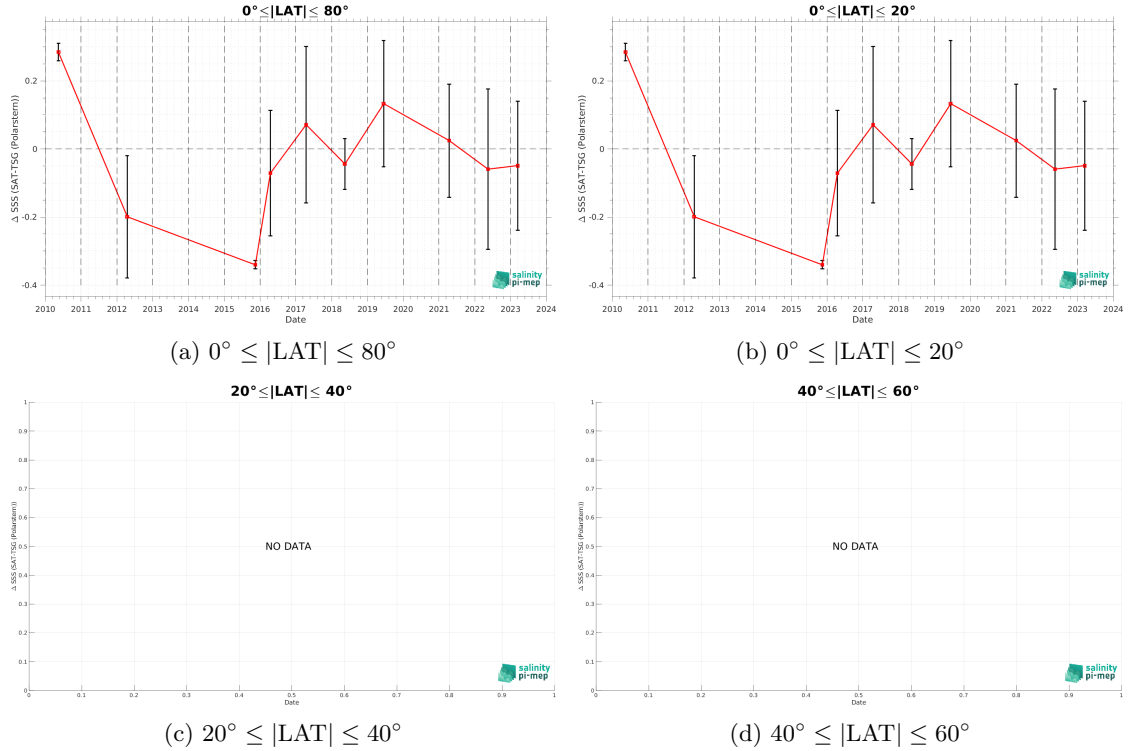 0°≤|LAT|≤ 80°
Δ SSS (SAT-TSG (Polarstern))
0.2
0
-0.2
-0.4
2010 2011 2012 2013 2014 2015 2016 2017 2018 2019 2020 2021 2022 2023 2024
Date
salinity
pi-mep
(a) 0° ≤ |LAT| ≤ 80°
0°≤|LAT|≤ 20°
Δ SSS (SAT-TSG (Polarstern))
0.2
0
-0.2
-0.4
2010 2011 2012 2013 2014 2015 2016 2017 2018 2019 2020 2021 2022 2023 2024
Date
salinity
pi-mep
(b) 0° ≤ |LAT| ≤ 20°
20°≤|LAT|≤ 40°
Δ SSS (SAT-TSG (Polarstern))
1
0.9
0.8
0.7
0.6
0.5
0.4
0.3
0.2
0.1
0
NO DATA
0 0.1 0.2 0.3 0.4 0.5 0.6 0.7 0.8 0.9 1
Date
salinity
pi-mep
(c) 20° ≤ |LAT| ≤ 40°
40°≤|LAT|≤ 60°
Δ SSS (SAT-TSG (Polarstern))
1
0.9
0.8
0.7
0.6
0.5
0.4
0.3
0.2
0.1
0
NO DATA
0 0.1 0.2 0.3 0.4 0.5 0.6 0.7 0.8 0.9 1
Date
salinity
pi-mep
(d) 40° ≤ |LAT| ≤ 60°